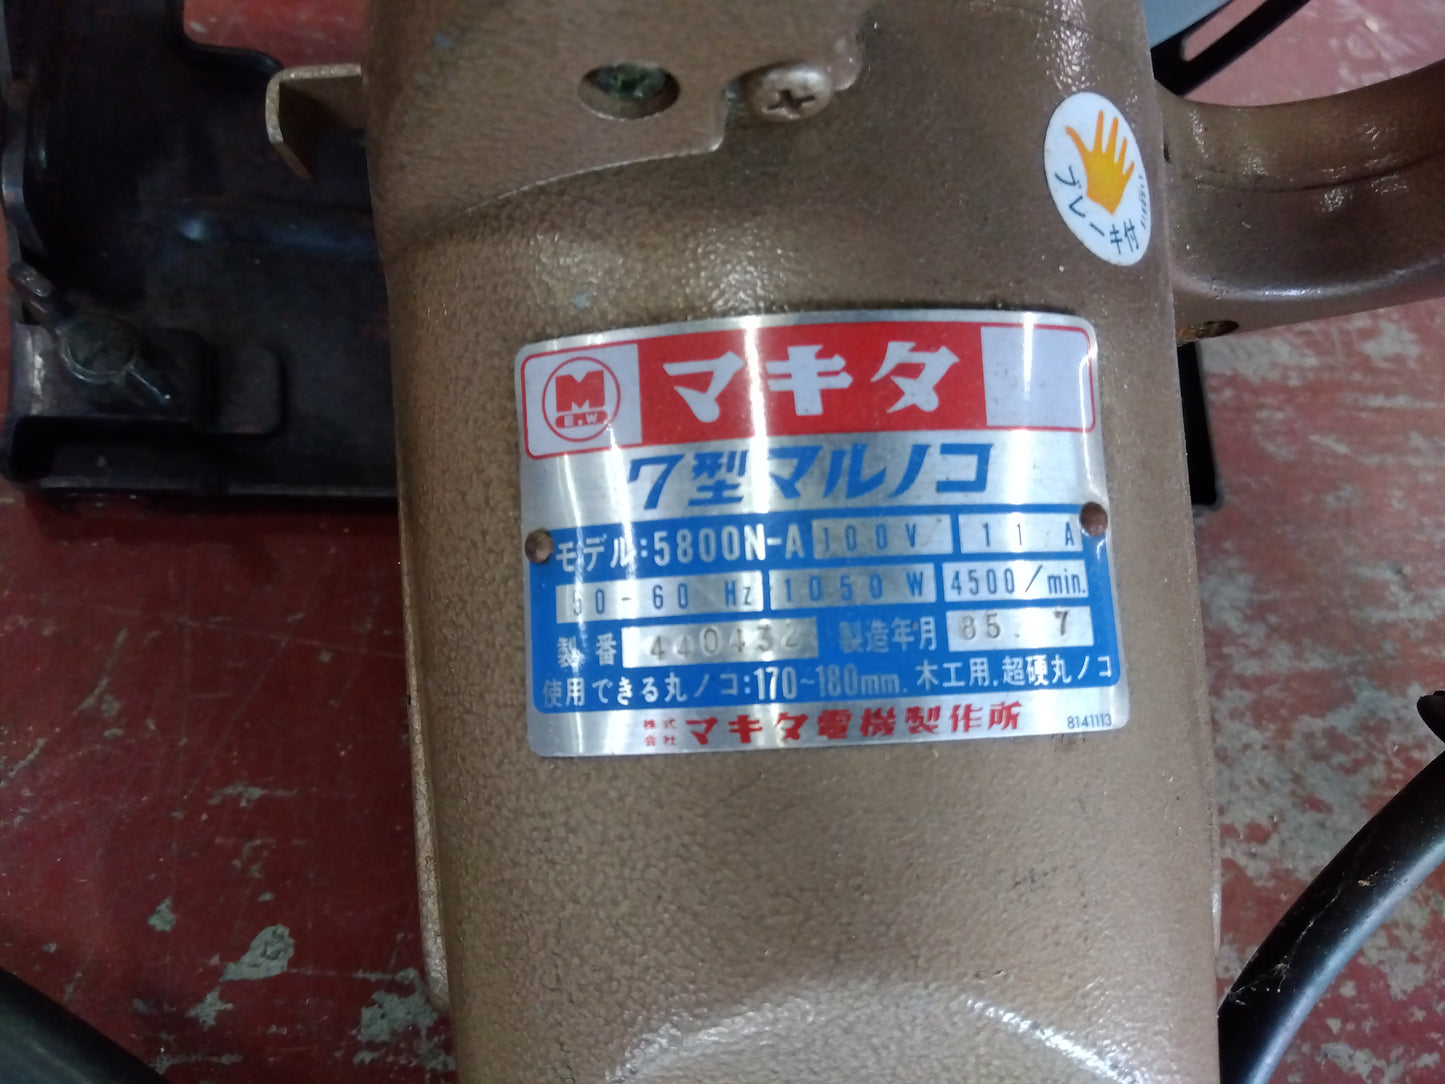 ブレーキ付
M
E.W
マキタ
7型マルノコ
モデル:5800N-A 100V 11 A
50-60 Hz 1050W 4500/min.
製番 440432 製造年月 85. 7
使用できる丸ノコ:170~180mm. 木工用.超硬丸ノコ
株式会社 マキタ電機製作所 8141113